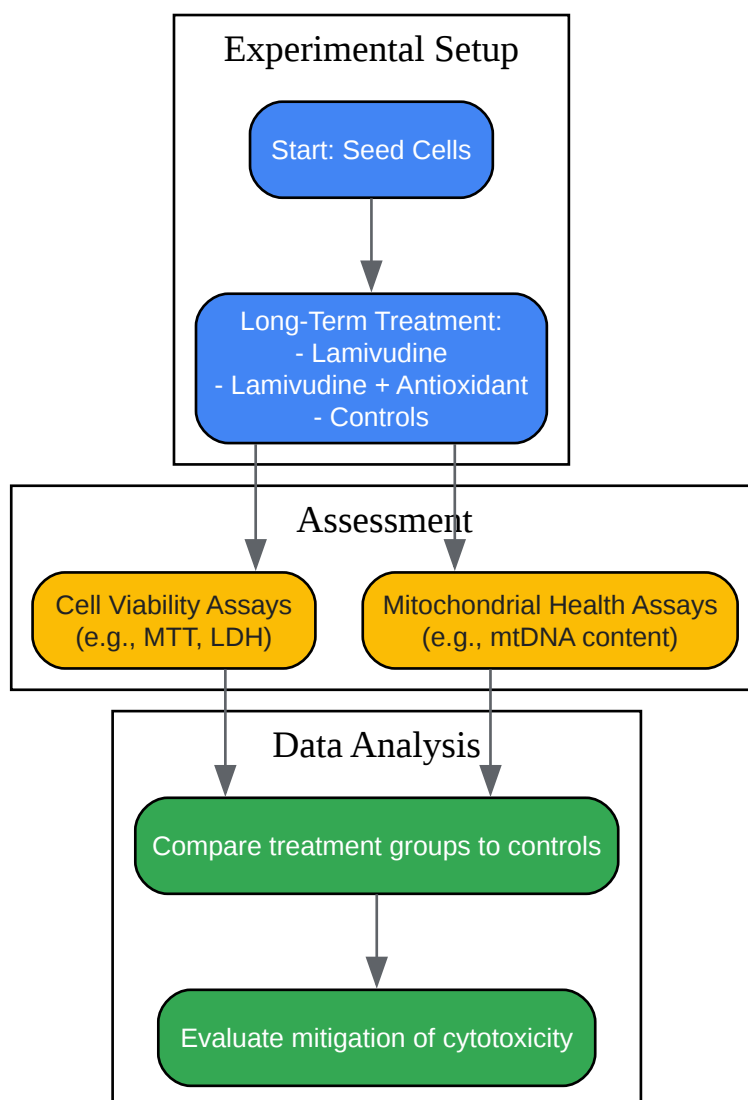 Experimental Setup
Start: Seed Cells
Long-Term Treatment:
- Lamivudine
- Lamivudine + Antioxidant
- Controls
Assessment
Cell Viability Assays
(e.g., MTT, LDH)
Mitochondrial Health Assays
(e.g., mtDNA content)
Data Analysis
Compare treatment groups to controls
Evaluate mitigation of cytotoxicity